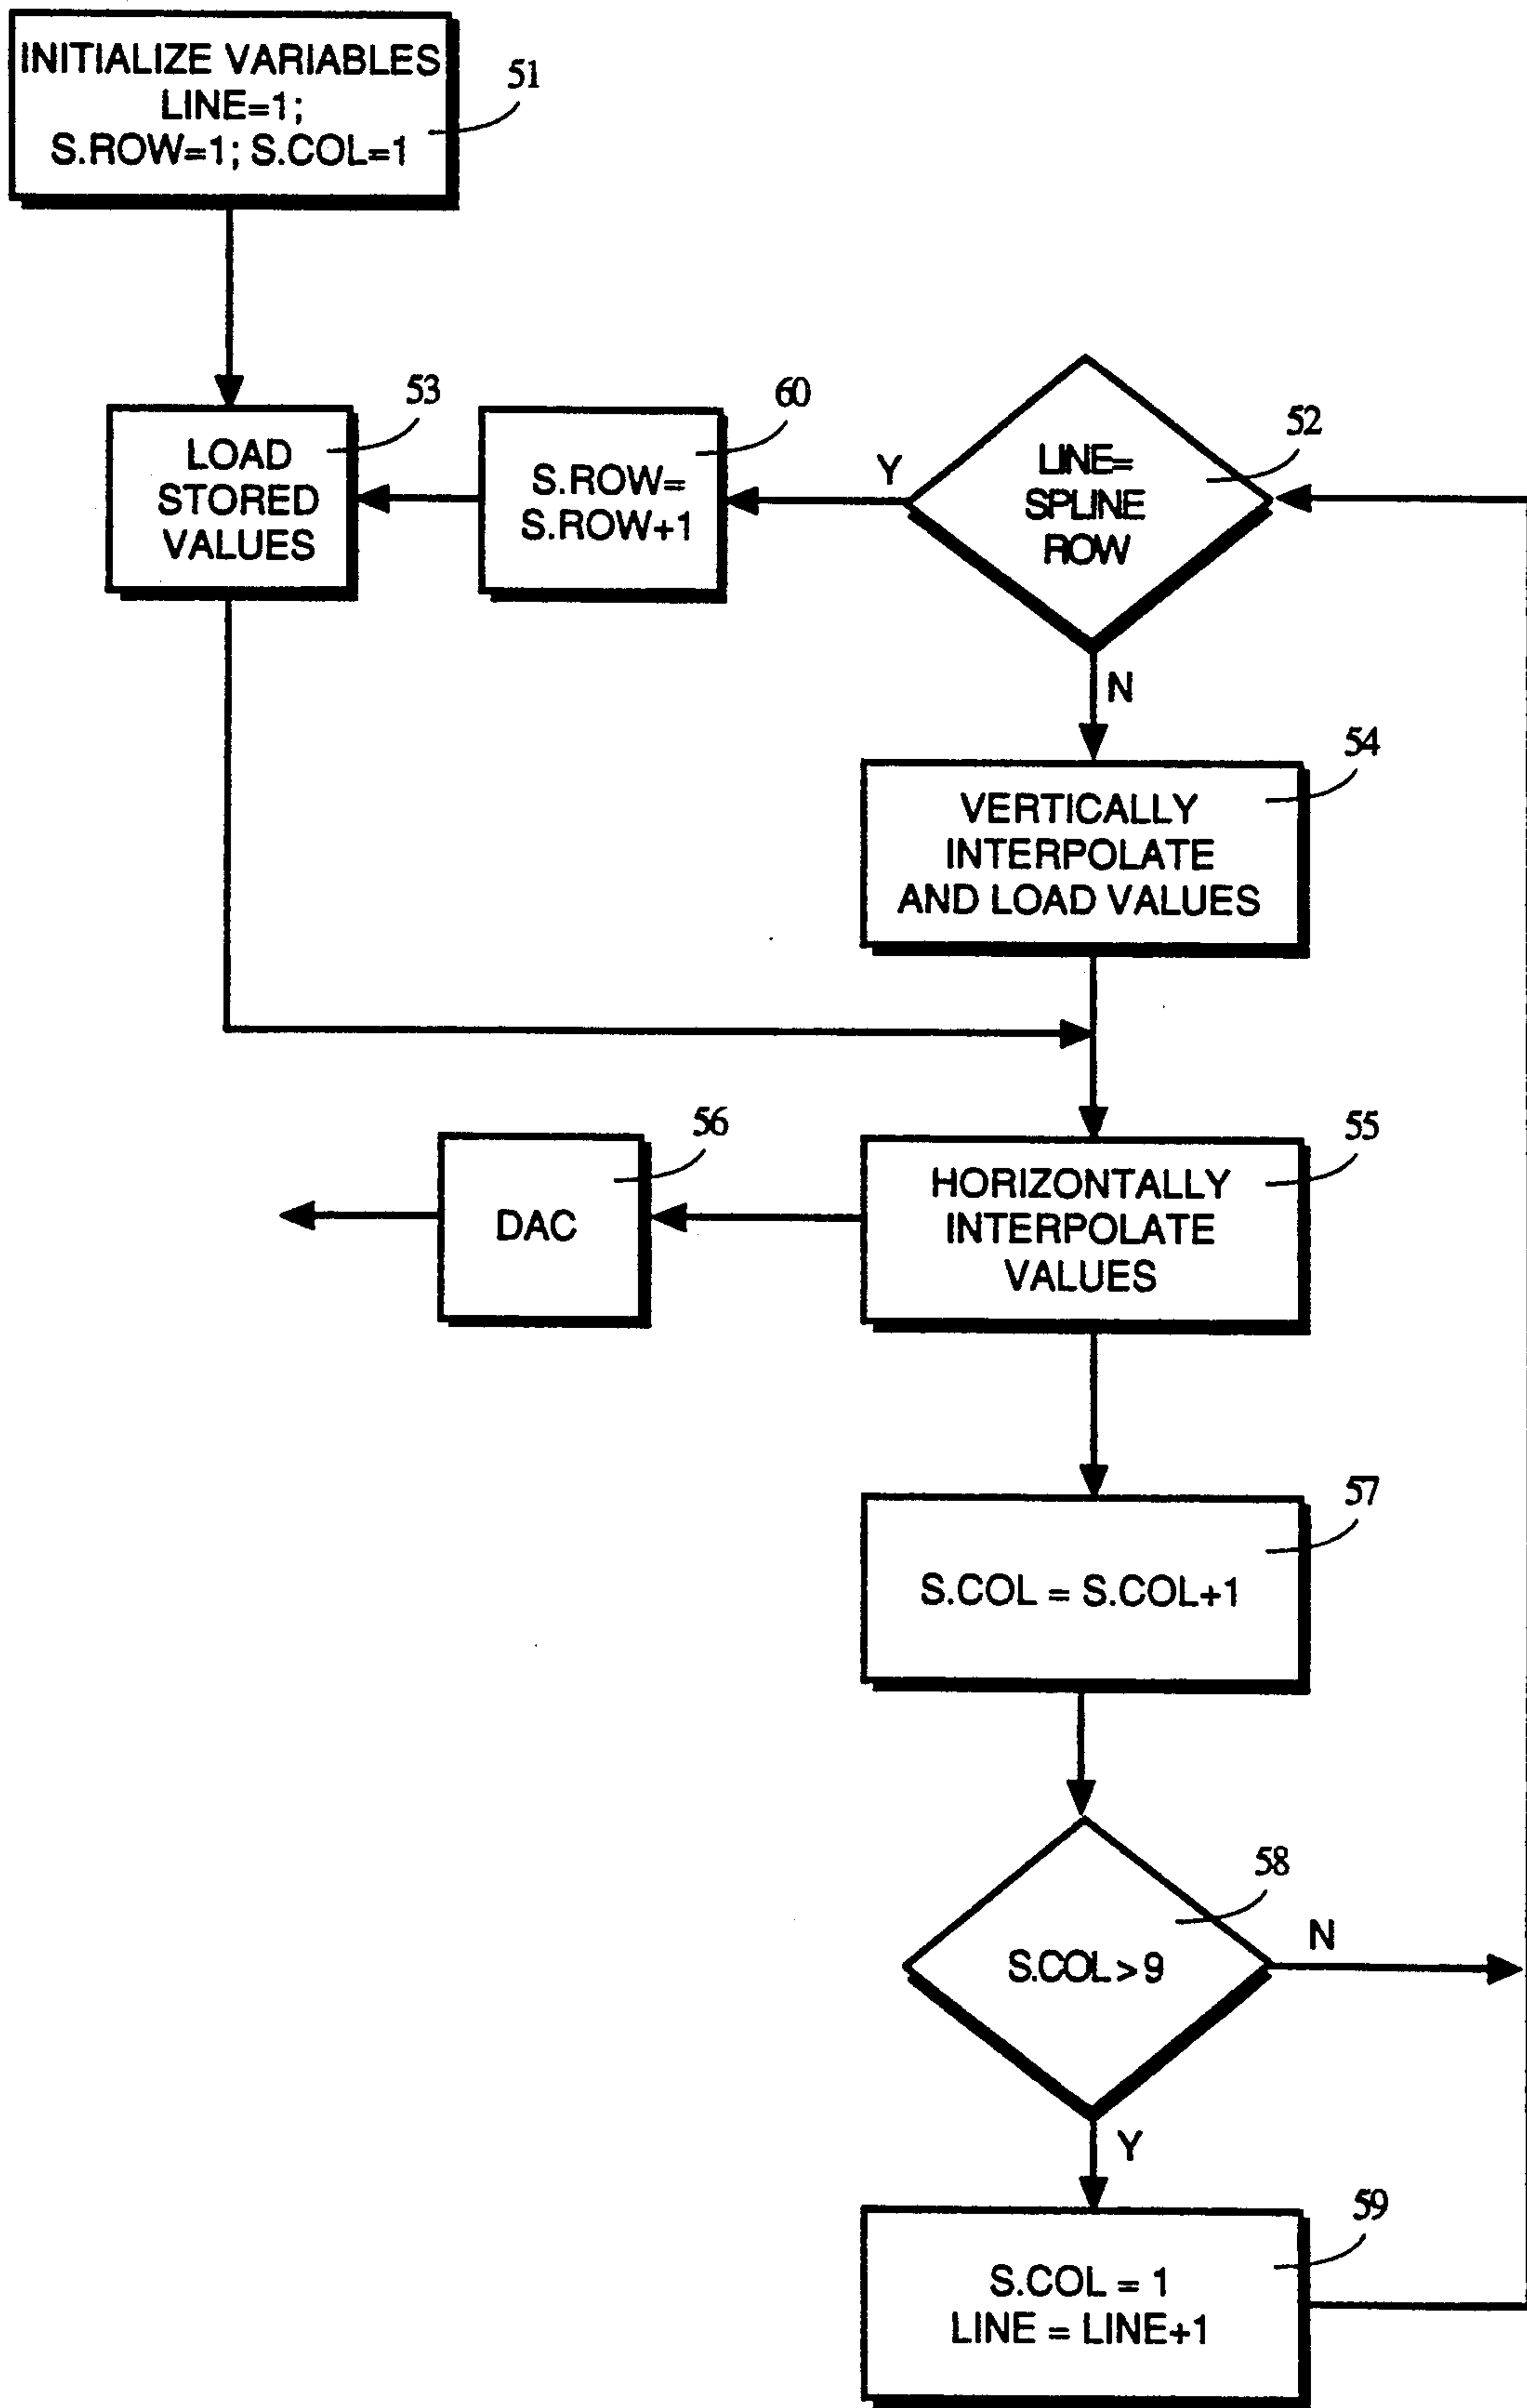 INITIALIZE VARIABLES
LINE=1;
S.ROW=1; S.COL=1
51
53
LOAD
STORED
VALUES
60
S.ROW=
S.ROW+1
Y
52
LINE=
SPLINE
ROW
N
54
VERTICALLY
INTERPOLATE
AND LOAD VALUES
56
DAC
55
HORIZONTALLY
INTERPOLATE
VALUES
57
S.COL = S.COL+1
58
S.COL > 9
N
Y
59
S.COL = 1
LINE = LINE+1